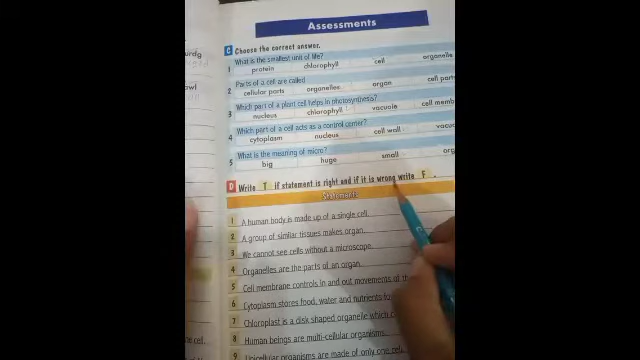 Assessments
C Choose the correct answer.
1 What is the smallest unit of life?
protein chlorophyll cell organelle
2 Parts of a cell are called
cellular parts organelles organ cell parts
3 Which part of a plant cell helps in photosyntness?
nucleus chlorophyll vacuole cell memb
4 Which part of a cell acts as a control center?
cytoplasm nucleus cell wall vacu
5 What is the meaning of micro?
big huge small org
D Write T if statement is right and if it is wrong write F .
Statements
1 A human body is made up of a single cell.
2 A group of similar tissues makes organ.
3 We cannot see cells without a microscope.
4 Organelles are the parts of an organ.
5 Cell membrane controls in and out movements of th
6 Cytoplasm stores food, water and nutrients fo
7 Chloroplast is a disk shaped organelle which c
8 Human beings are multi-cellular organisms.
9 Unicellular organisms are made of only one cell